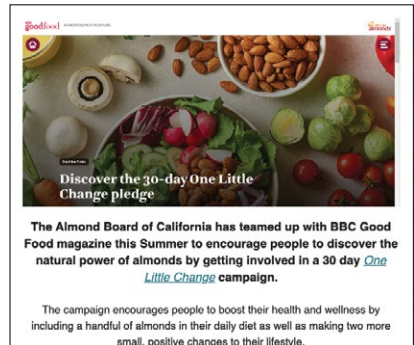 goodfood
almonds
Discover the 30-day One Little
Change pledge
The Almond Board of California has teamed up with BBC Good
Food magazine this Summer to encourage people to discover the
natural power of almonds by getting involved in a 30 day One
Little Change campaign.
The campaign encourages people to boost their health and wellness by
including a handful of almonds in their daily diet as well as making two more
small, positive changes to their lifestyle.